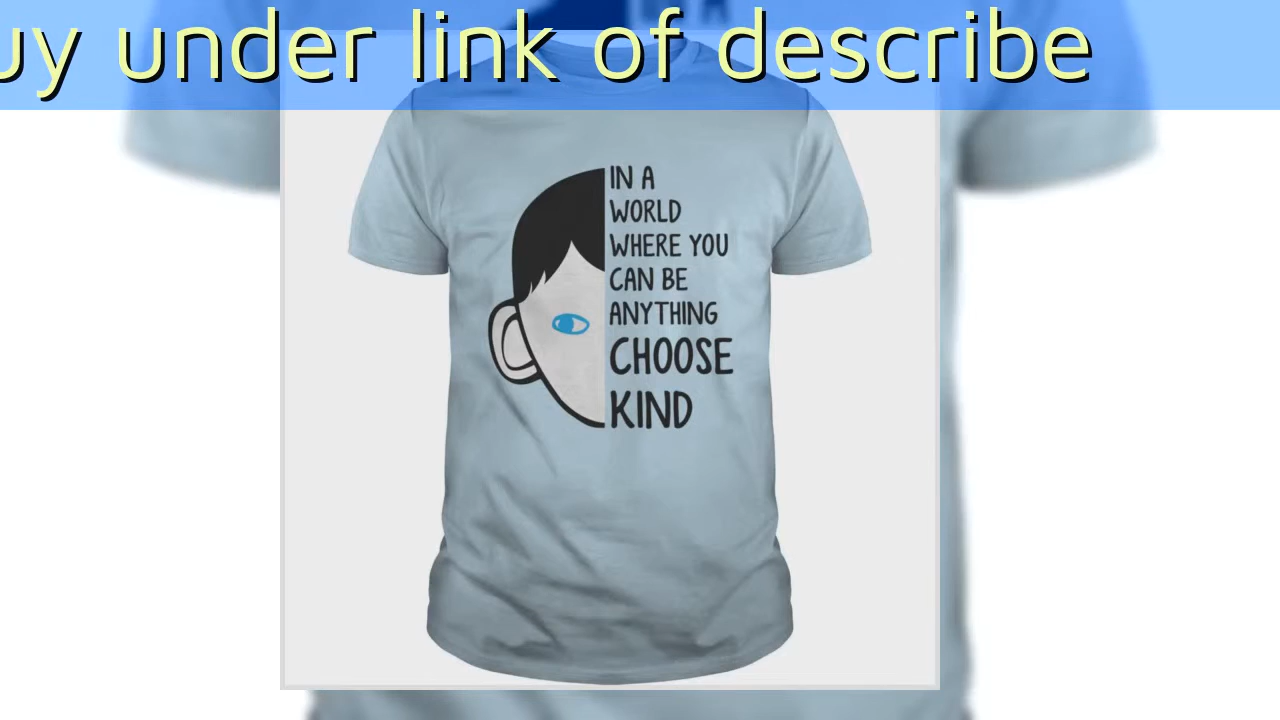 uy under link of describe
IN A
WORLD
WHERE YOU
CAN BE
ANYTHING
CHOOSE
KIND